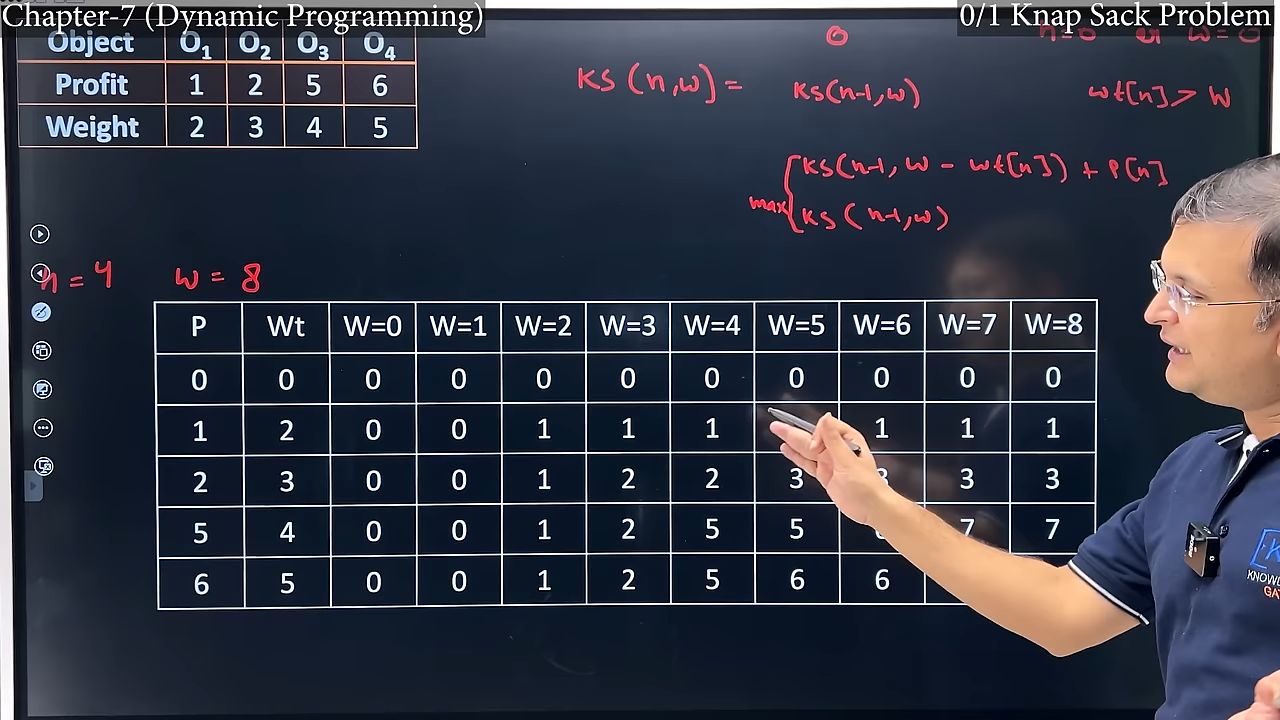 Chapter-7 (Dynamic Programming)
0/1 Knap Sack Problem
Object O1 O2 O3 O4
Profit 1 2 5 6
Weight 2 3 4 5
0 n=0 or w=0
KS(n,w) = KS(n-1,w) wt[n] > W
max { KS(n-1, w - wt[n]) + P[n]
KS(n-1,w)
n = 4 w = 8
P Wt W=0 W=1 W=2 W=3 W=4 W=5 W=6 W=7 W=8
0 0 0 0 0 0 0 0 0 0 0
1 2 0 0 1 1 1 1 1 1
2 3 0 0 1 2 2 3 3 3
5 4 0 0 1 2 5 5 7 7
6 5 0 0 1 2 5 6 6